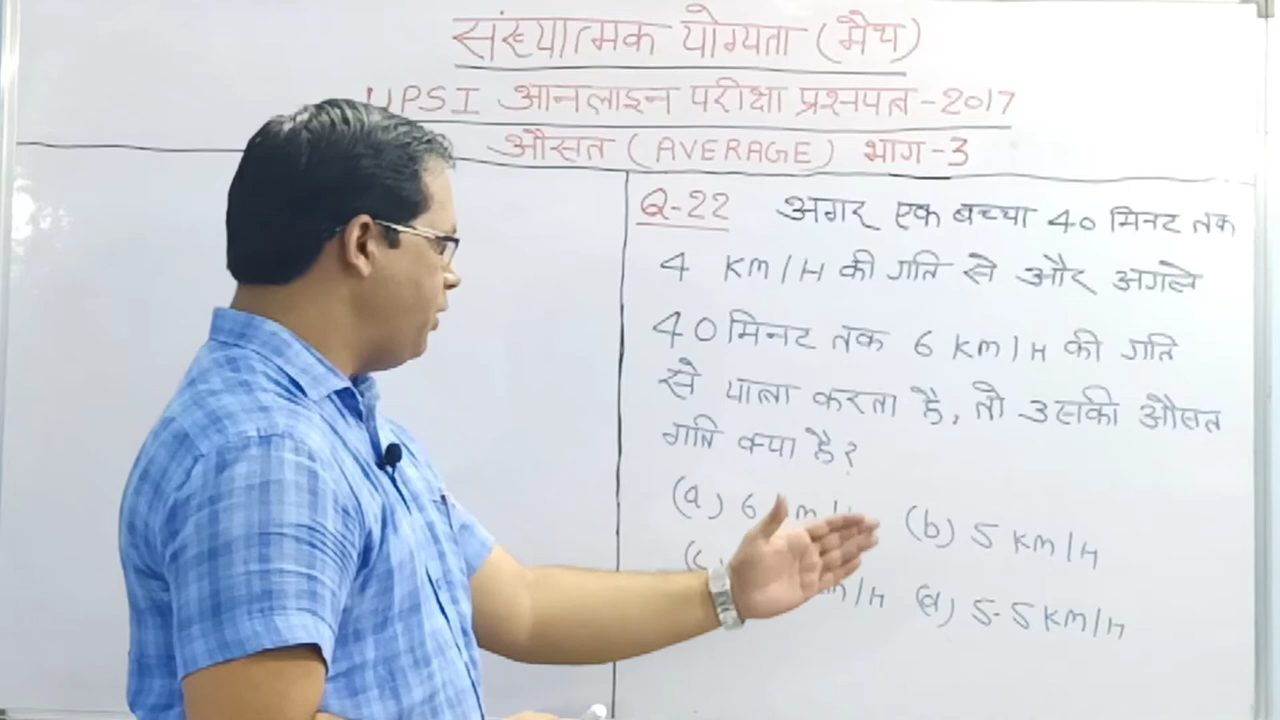 संख्यात्मक योग्यता (मैथ)
UPSI ऑनलाइन परीक्षा प्रश्नपत्र-2017
औसत (AVERAGE) भाग-3
Q-22 अगर एक बच्चा 40 मिनट तक
4 KM/H की गति से और अगले
40 मिनट तक 6 KM/H की गति
से यात्रा करता है, तो उसकी औसत
गति क्या है?
(a) 6 (b) 5 KM/H
(c) M/H (d) 5.5 KM/H